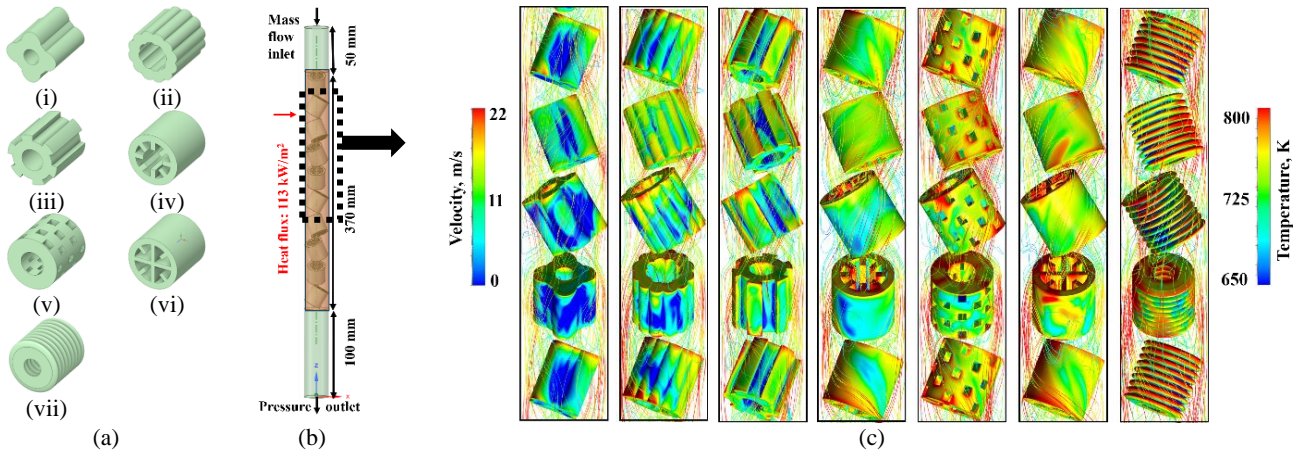 (i)
(ii)
(iii)
(iv)
(v)
(vi)
(vii)
(a)
Mass
flow
inlet
50 mm
Heat flux: 113 kW/m²
370 mm
100 mm
Z
x
Pressure outlet
(b)
Velocity, m/s
22
11
0
800
725
650
Temperature, K
(c)